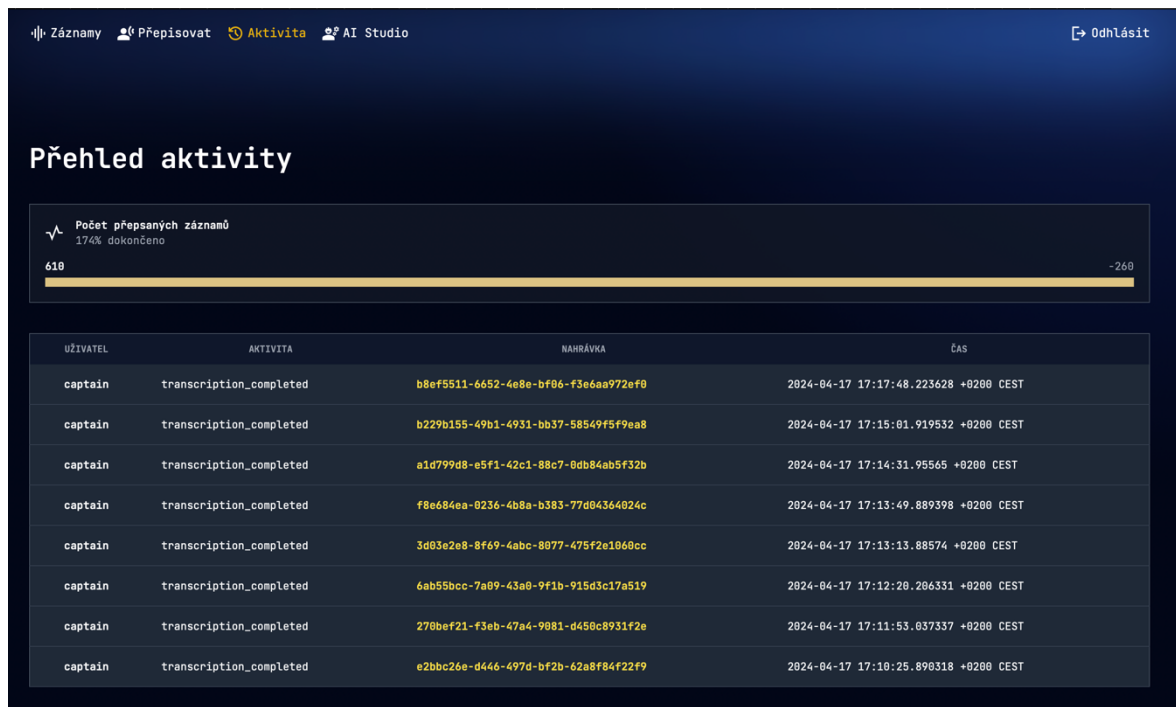 Záznamy Přepisovat Aktivita AI Studio Odhlásit
Přehled aktivity
Počet přepsaných záznamů
174% dokončeno
610 -260
UŽIVATEL AKTIVITA NAHRÁVKA ČAS
captain transcription_completed b8ef5511-6652-4e8e-bf06-f3e6aa972ef0 2024-04-17 17:17:48.223628 +0200 CEST
captain transcription_completed b229b155-49b1-4931-bb37-58549f5f9ea8 2024-04-17 17:15:01.919532 +0200 CEST
captain transcription_completed a1d799d8-e5f1-42c1-88c7-0db84ab5f32b 2024-04-17 17:14:31.95565 +0200 CEST
captain transcription_completed f8e684ea-0236-4b8a-b383-77d04364024c 2024-04-17 17:13:49.889398 +0200 CEST
captain transcription_completed 3d03e2e8-8f69-4abc-8077-475f2e1060cc 2024-04-17 17:13:13.88574 +0200 CEST
captain transcription_completed 6ab55bcc-7a09-43a0-9f1b-915d3c17a519 2024-04-17 17:12:20.206331 +0200 CEST
captain transcription_completed 270bef21-f3eb-47a4-9081-d450c8931f2e 2024-04-17 17:11:53.037337 +0200 CEST
captain transcription_completed e2bbc26e-d446-497d-bf2b-62a8f84f22f9 2024-04-17 17:10:25.890318 +0200 CEST